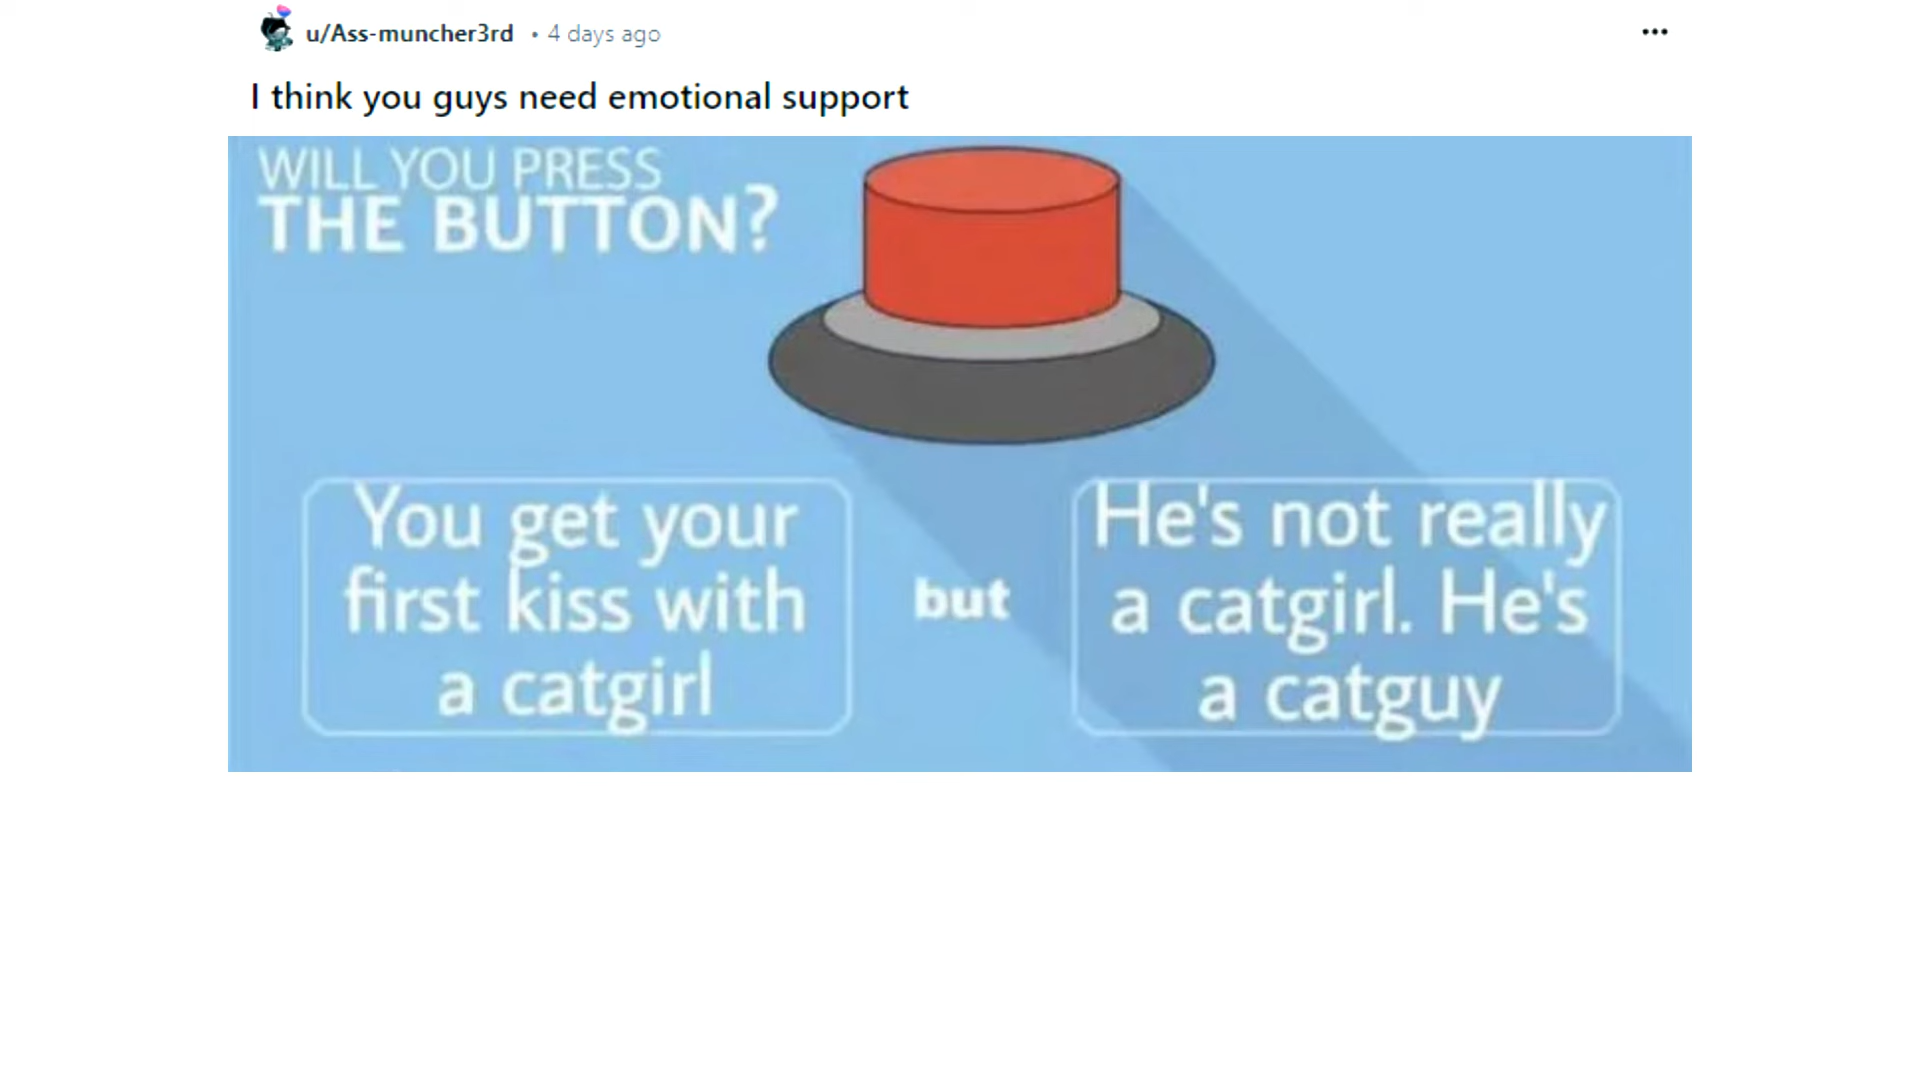 u/Ass-muncher3rd • 4 days ago
I think you guys need emotional support
WILL YOU PRESS
THE BUTTON?
You get your
first kiss with
a catgirl
but
He's not really
a catgirl. He's
a catguy